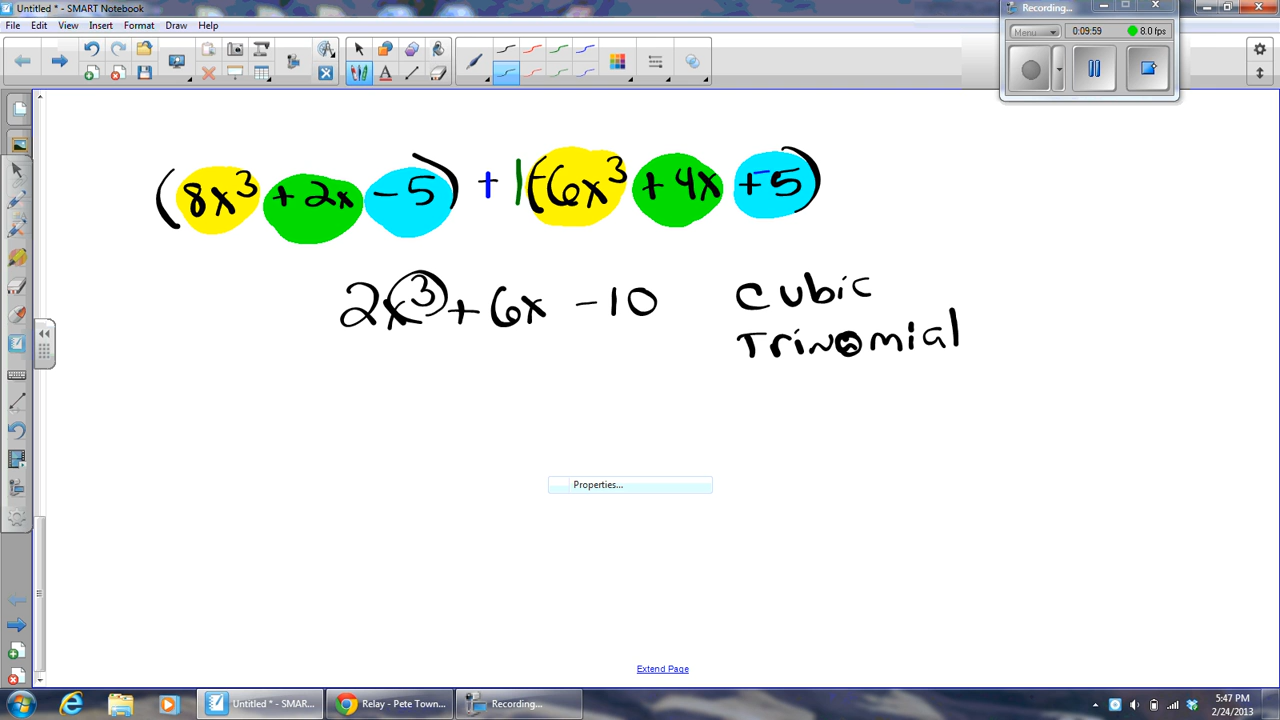 Untitled * - SMART Notebook
Recording...
File Edit View Insert Format Draw Help
Menu 0:09:59 8.0 fps
(8x³ + 2x - 5) + 1(-6x³ + 4x + -5)
2x³ + 6x - 10 cubic
Trinomial
Properties...
Extend Page
Untitled * - SMAR... Relay - Pete Town... Recording...
5:47 PM
2/24/2013